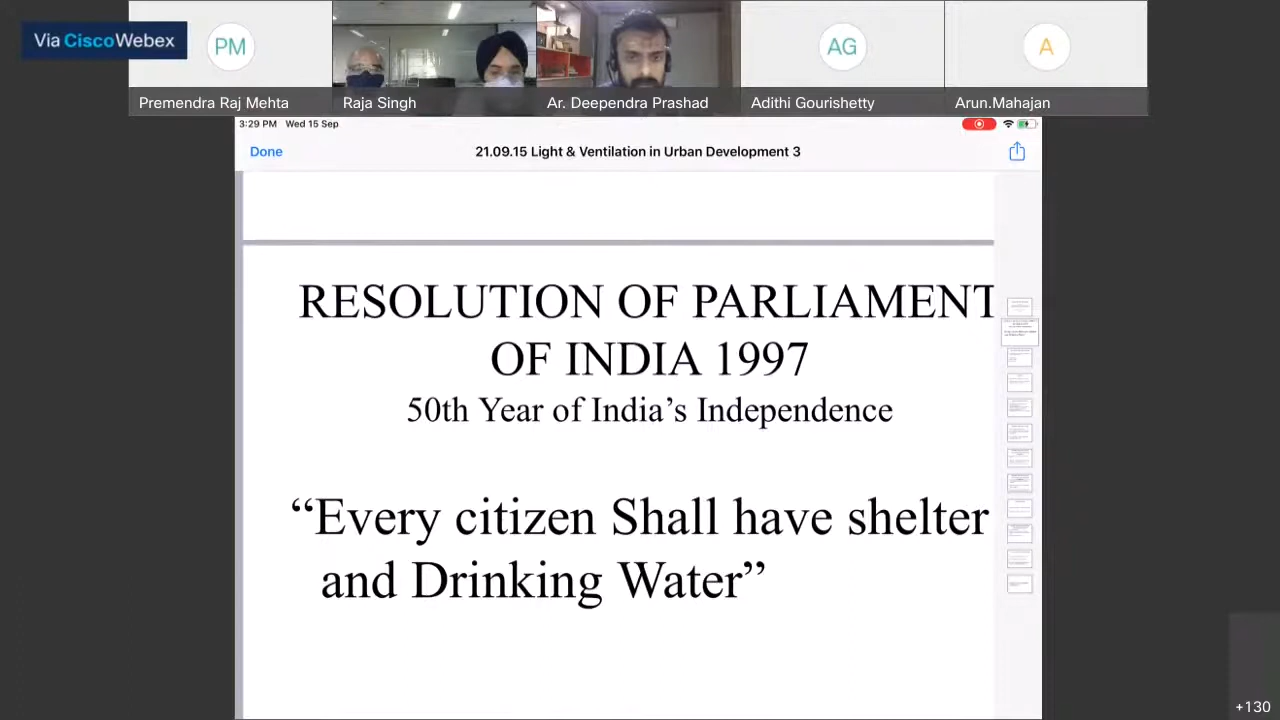 Via CiscoWebex
PM
AG
A
Premendra Raj Mehta
Raja Singh
Ar. Deependra Prashad
Adithi Gourishetty
Arun.Mahajan
3:29 PM Wed 15 Sep
Done
21.09.15 Light & Ventilation in Urban Development 3
RESOLUTION OF PARLIAMENT
OF INDIA 1997
50th Year of India's Independence
“Every citizen Shall have shelter
and Drinking Water”
+130